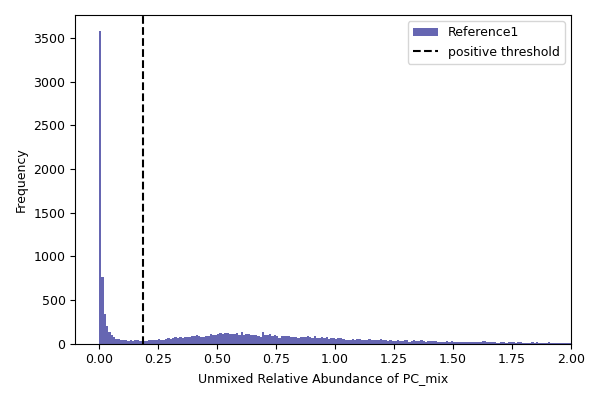 Reference1
positive threshold
3500
3000
2500
2000
1500
1000
500
0
Frequency
0.00 0.25 0.50 0.75 1.00 1.25 1.50 1.75 2.00
Unmixed Relative Abundance of PC_mix